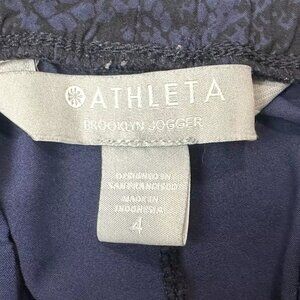 ATHLETA
BROOKLYN JOGGER
DESIGNED IN
SAN FRANCISCO
MADE IN
INDONESIA
4